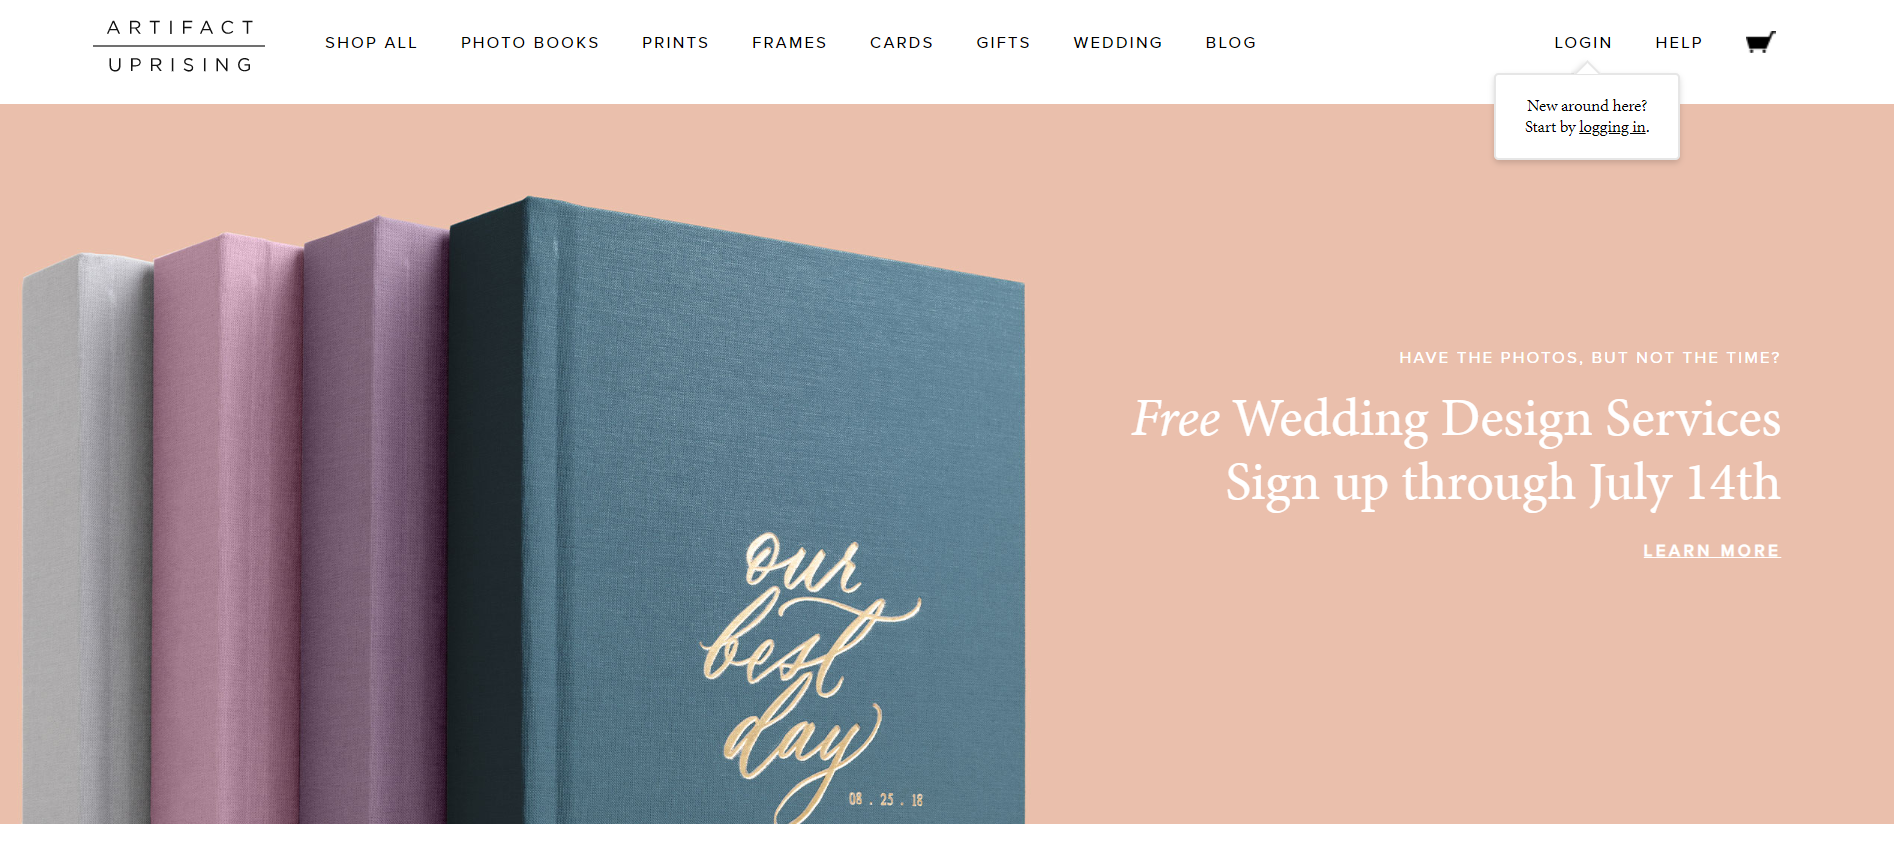 ARTIFACT
UPRISING
SHOP ALL PHOTO BOOKS PRINTS FRAMES CARDS GIFTS WEDDING BLOG LOGIN HELP
New around here?
Start by logging in.
HAVE THE PHOTOS, BUT NOT THE TIME?
Free Wedding Design Services
Sign up through July 14th
LEARN MORE
our
best
day
08 . 25 . 18